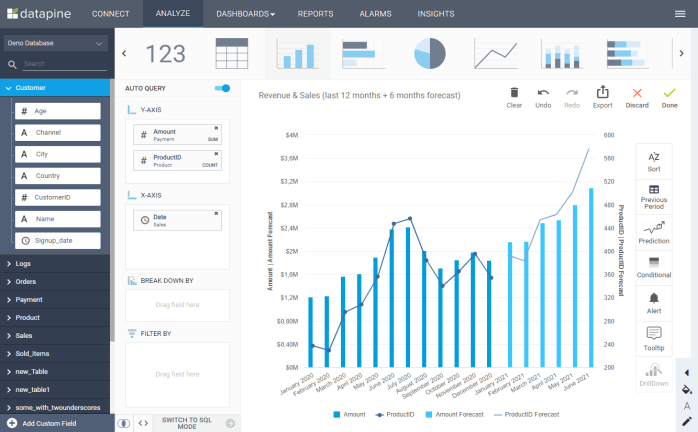 datapine CONNECT ANALYZE DASHBOARDS REPORTS ALARMS INSIGHTS
Deno Database
Search
Customer
# Age
A Channel
A City
A Country
# CustomerID
A Name
Signup_date
Logs
Orders
Payment
Product
Sales
Sold_items
new_Table
new_table1
some_with_twounderscores
Add Custom Field
123
AUTO QUERY
Y-AXIS
# Amount
Payment SUM
# ProductID
Product COUNT
X-AXIS
Date
Sales
BREAK DOWN BY
Drag field here
FILTER BY
Drag field here
SWITCH TO SQL
MODE
Revenue & Sales (last 12 months + 6 months forecast)
Clear Undo Redo Export Discard Done
Amount | Amount Forecast
$4M
$3,6M
$3,2M
$2,8M
$2,4M
$2M
$1,6M
$1,2M
$0,80M
$0,40M
$0M
600
560
520
480
440
400
360
320
280
240
200
ProductID | ProductID Forecast
January 2020
February 2020
March 2020
April 2020
May 2020
June 2020
July 2020
August 2020
September 2020
October 2020
November 2020
December 2020
January 2021
February 2021
March 2021
April 2021
May 2021
June 2021
Amount ProductID Amount Forecast ProductID Forecast
AZ
Sort
Previous
Period
Prediction
Conditional
Alert
Tooltip
DrillDown
A